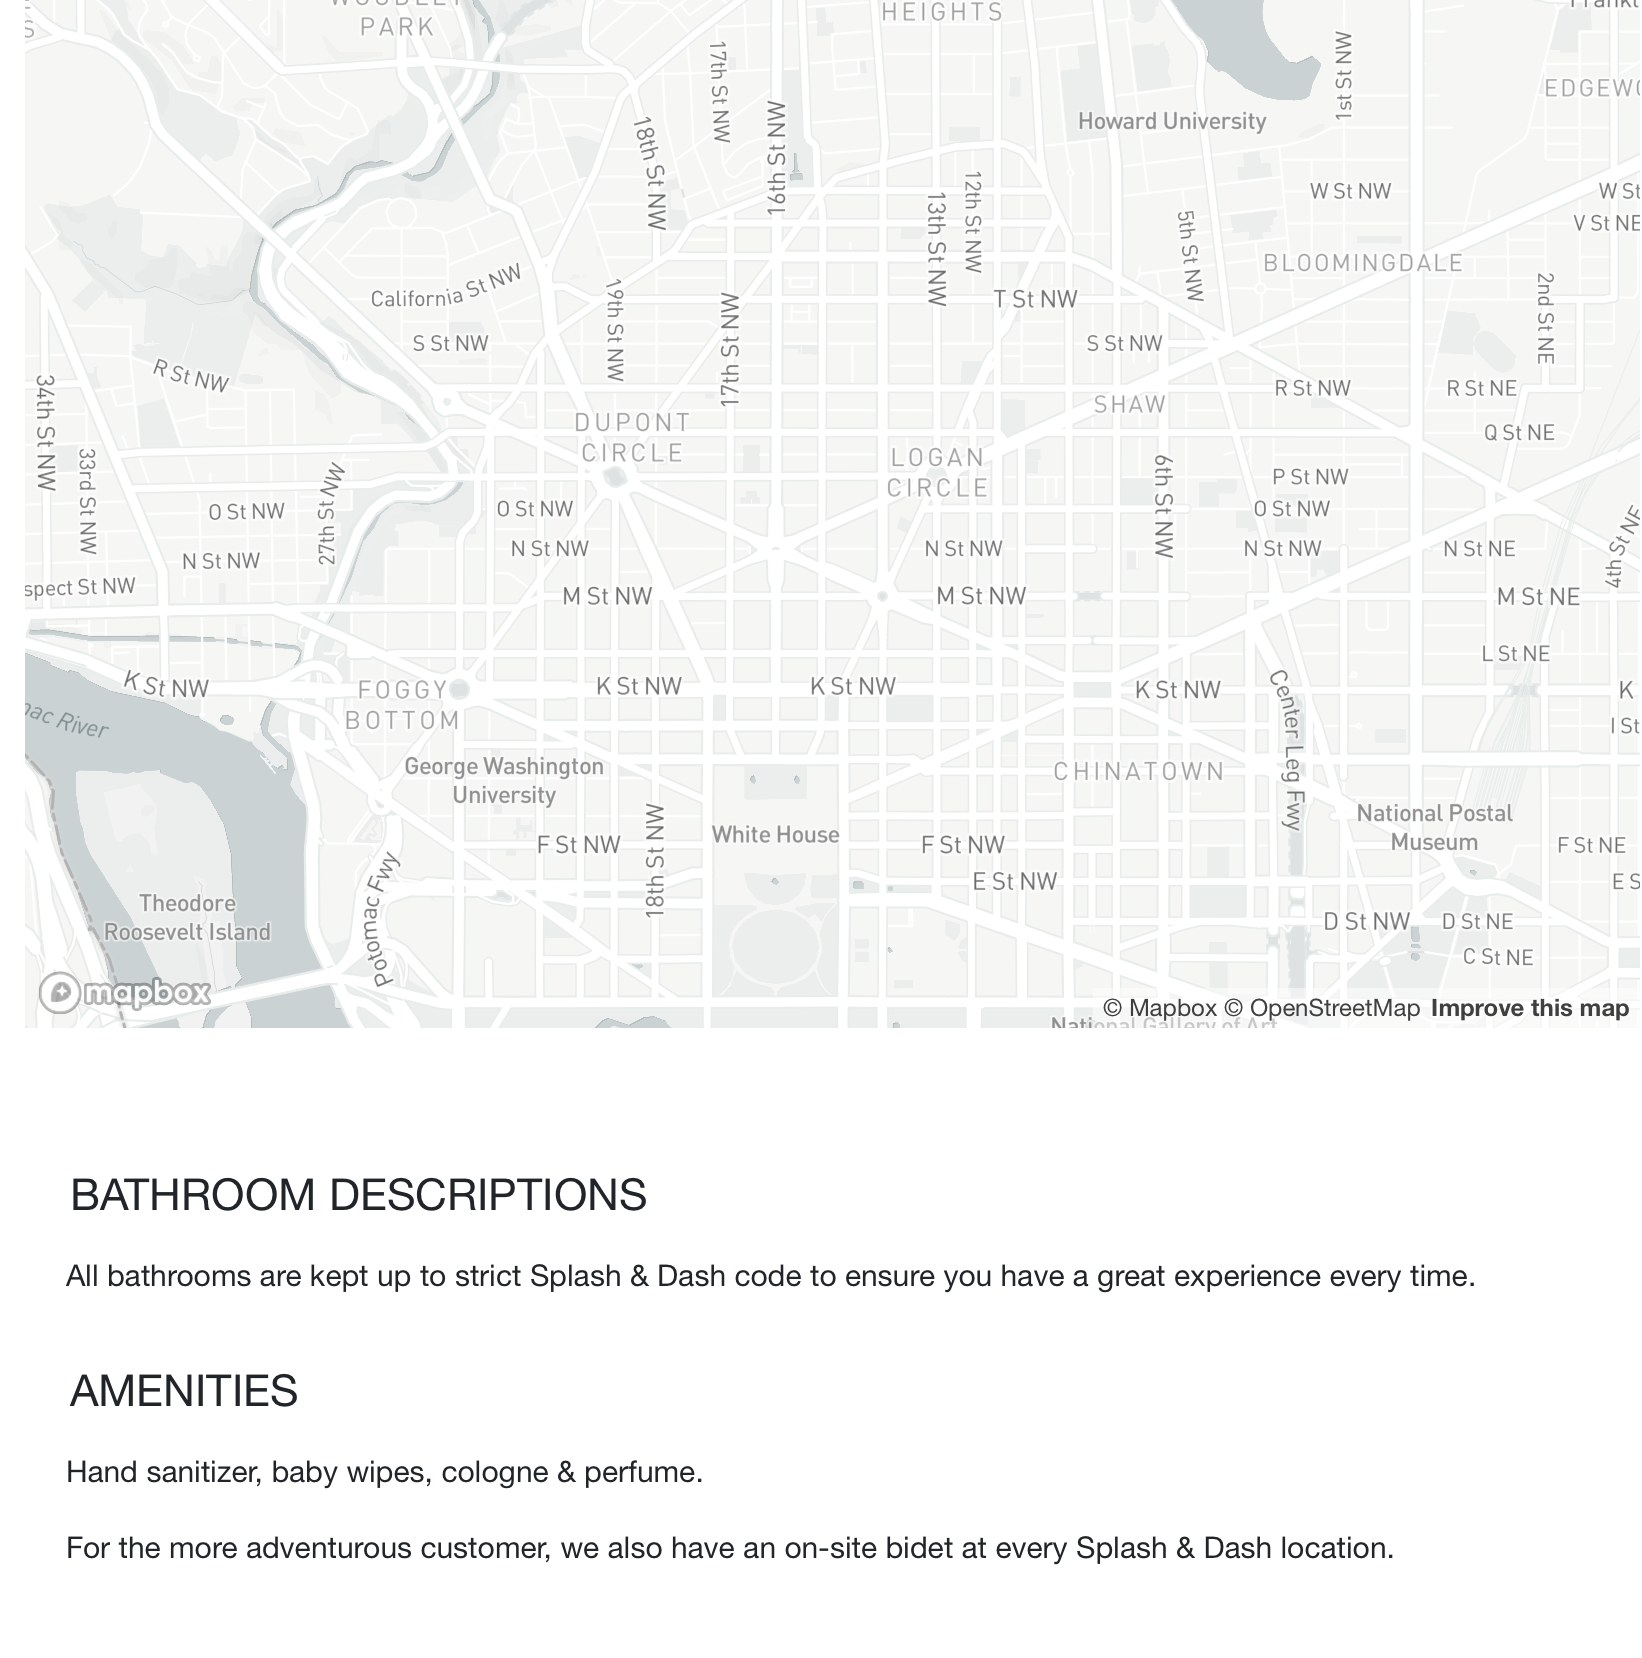 WOODLEY
PARK
HEIGHTS
17th St NW
16th St NW
18th St NW
Howard University
1st St NW
EDGEWO
W St NW
W St
V St NE
13th St NW
12th St NW
5th St NW
BLOOMINGDALE
2nd St NE
California St NW
T St NW
S St NW
19th St NW
17th St NW
S St NW
R St NW
34th St NW
R St NW
R St NE
SHAW
DUPONT
CIRCLE
Q St NE
33rd St NW
LOGAN
CIRCLE
6th St NW
P St NW
27th St NW
O St NW
O St NW
O St NW
N St NW
N St NW
N St NW
N St NW
N St NE
4th St NE
spect St NW
M St NW
M St NW
M St NE
L St NE
K St NW
FOGGY
BOTTOM
K St NW
K St NW
K St NW
K
Center Leg Fwy
ac River
I St
George Washington
University
CHINATOWN
National Postal
Museum
White House
F St NW
18th St NW
F St NW
F St NE
E St NW
E S
Potomac Fwy
Theodore
Roosevelt Island
D St NW
D St NE
C St NE
mapbox
© Mapbox © OpenStreetMap Improve this map
National Gallery of Art
BATHROOM DESCRIPTIONS
All bathrooms are kept up to strict Splash & Dash code to ensure you have a great experience every time.
AMENITIES
Hand sanitizer, baby wipes, cologne & perfume.
For the more adventurous customer, we also have an on-site bidet at every Splash & Dash location.